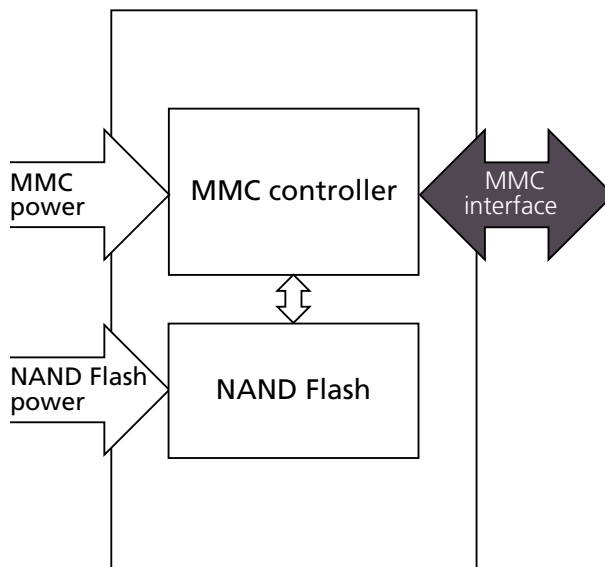 MMC
power
MMC controller
MMC
interface
NAND Flash
power
NAND Flash